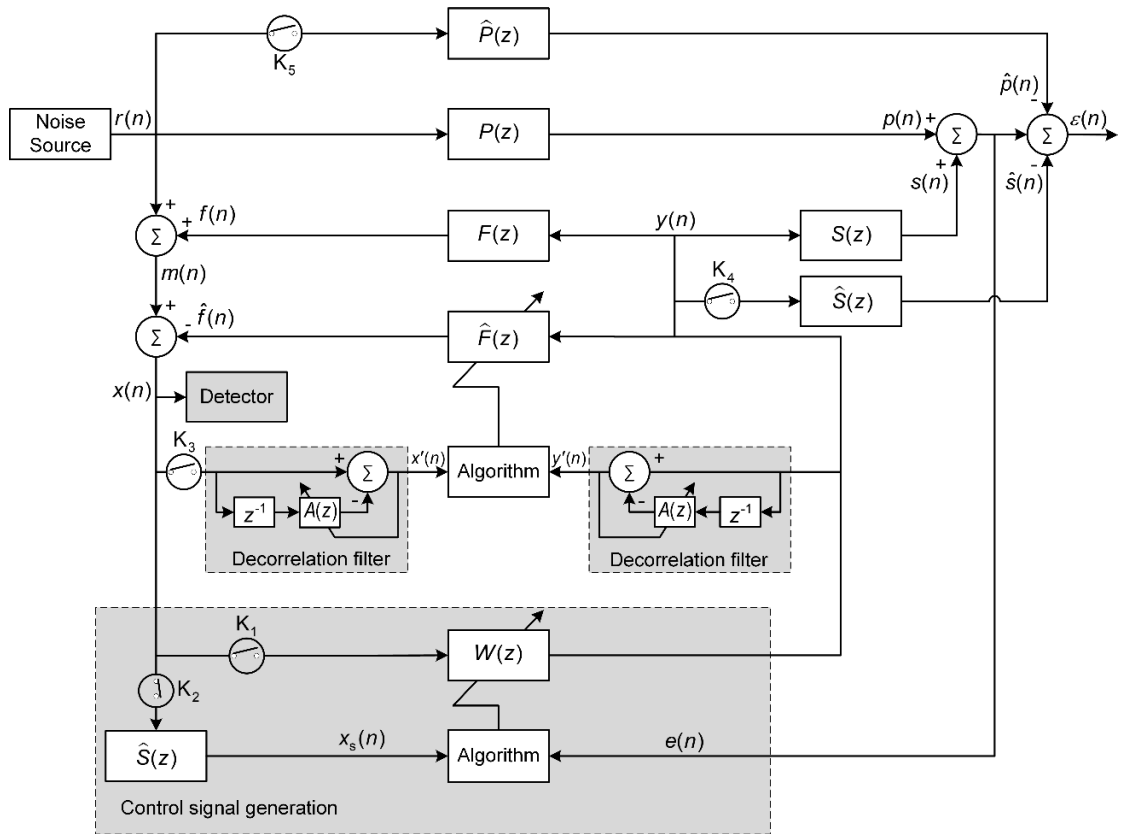 P̂(z)
K₅
p̂(n)
-
Noise
Source
r(n)
P(z)
p(n)
+
Σ
Σ
ε(n)
+
s(n)
-
ŝ(n)
+
+
f(n)
Σ
F(z)
y(n)
S(z)
m(n)
K₄
Ŝ(z)
+
-
f̂(n)
Σ
F̂(z)
x(n)
Detector
K₃
+
Σ
-
x′(n)
Algorithm
y′(n)
Σ
+
-
z⁻¹
A(z)
A(z)
z⁻¹
Decorrelation filter
Decorrelation filter
K₁
W(z)
K₂
Ŝ(z)
xₛ(n)
Algorithm
e(n)
Control signal generation